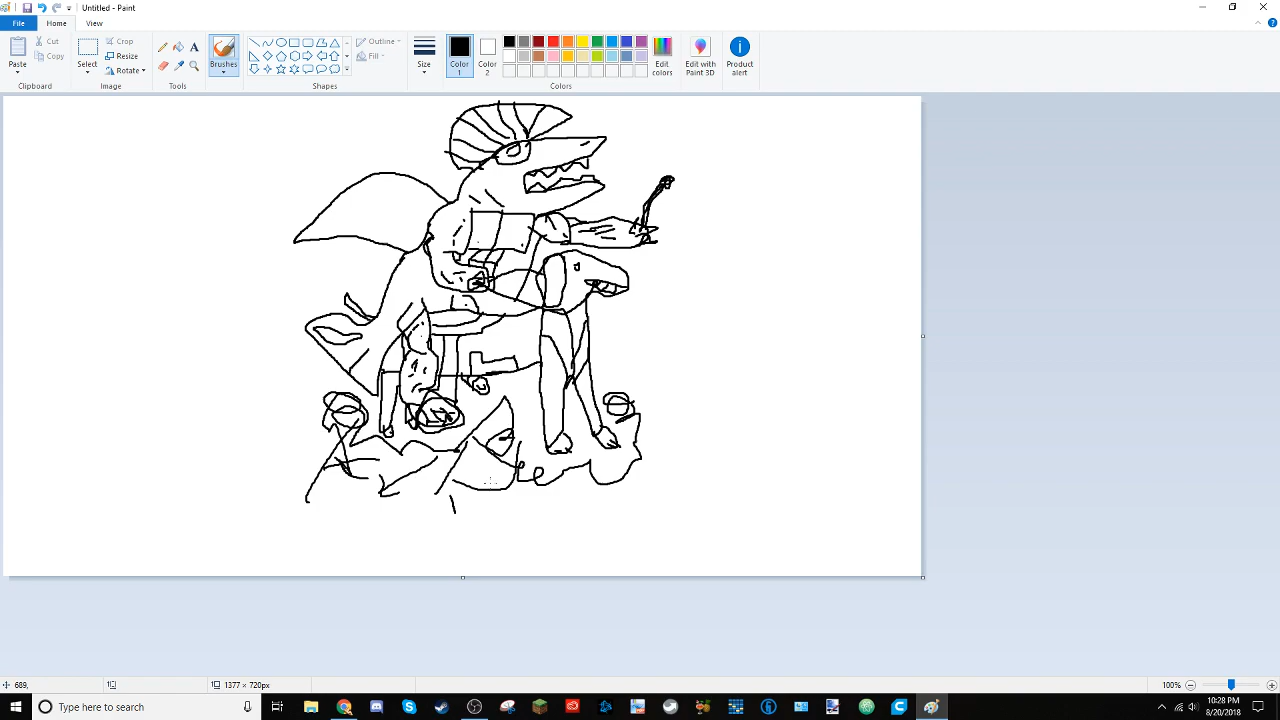 Untitled - Paint
File Home View
Paste
Cut
Copy
Clipboard
Select
Crop
Resize
Rotate
Image
Tools
Brushes
Shapes
Outline
Fill
Size
Color 1
Color 2
Edit colors
Colors
Edit with Paint 3D
Product alert
689,
1377 × 720px
100%
Type here to search
10:28 PM
8/20/2018